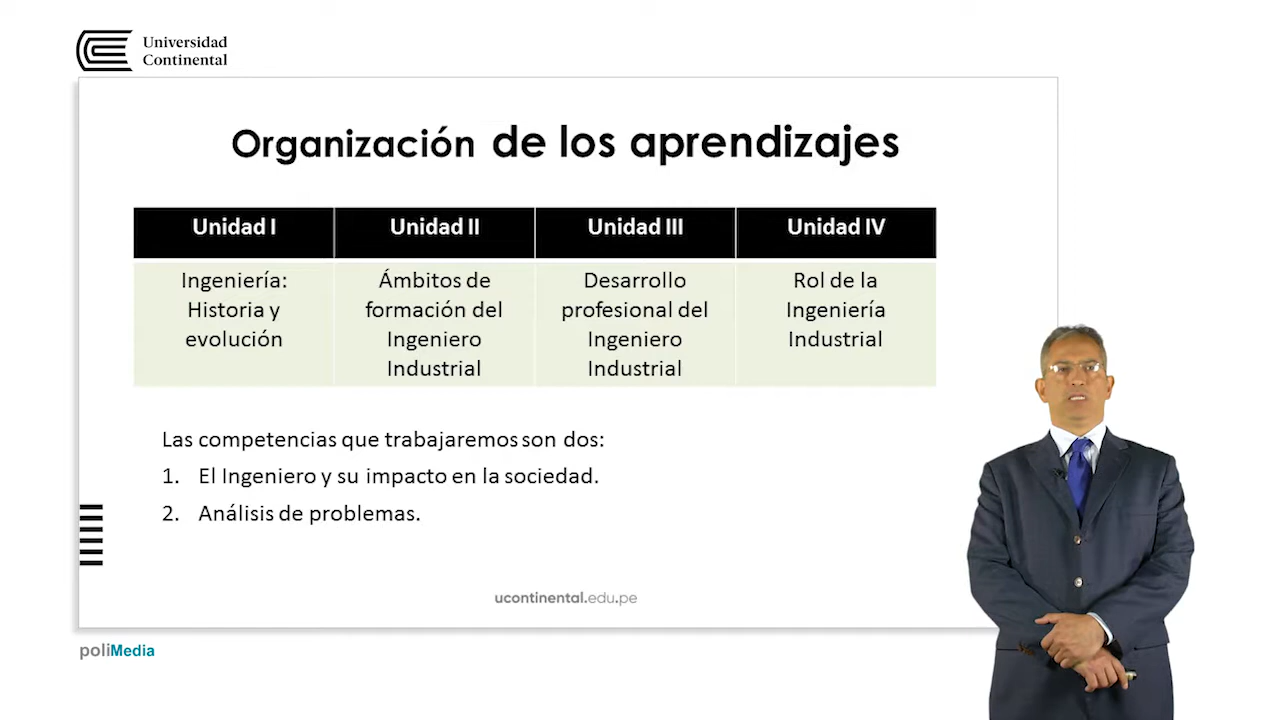 Universidad
Continental
Organización de los aprendizajes
Unidad I
Unidad II
Unidad III
Unidad IV
Ingeniería:
Historia y
evolución
Ámbitos de
formación del
Ingeniero
Industrial
Desarrollo
profesional del
Ingeniero
Industrial
Rol de la
Ingeniería
Industrial
Las competencias que trabajaremos son dos:
1. El Ingeniero y su impacto en la sociedad.
2. Análisis de problemas.
ucontinental.edu.pe
poliMedia